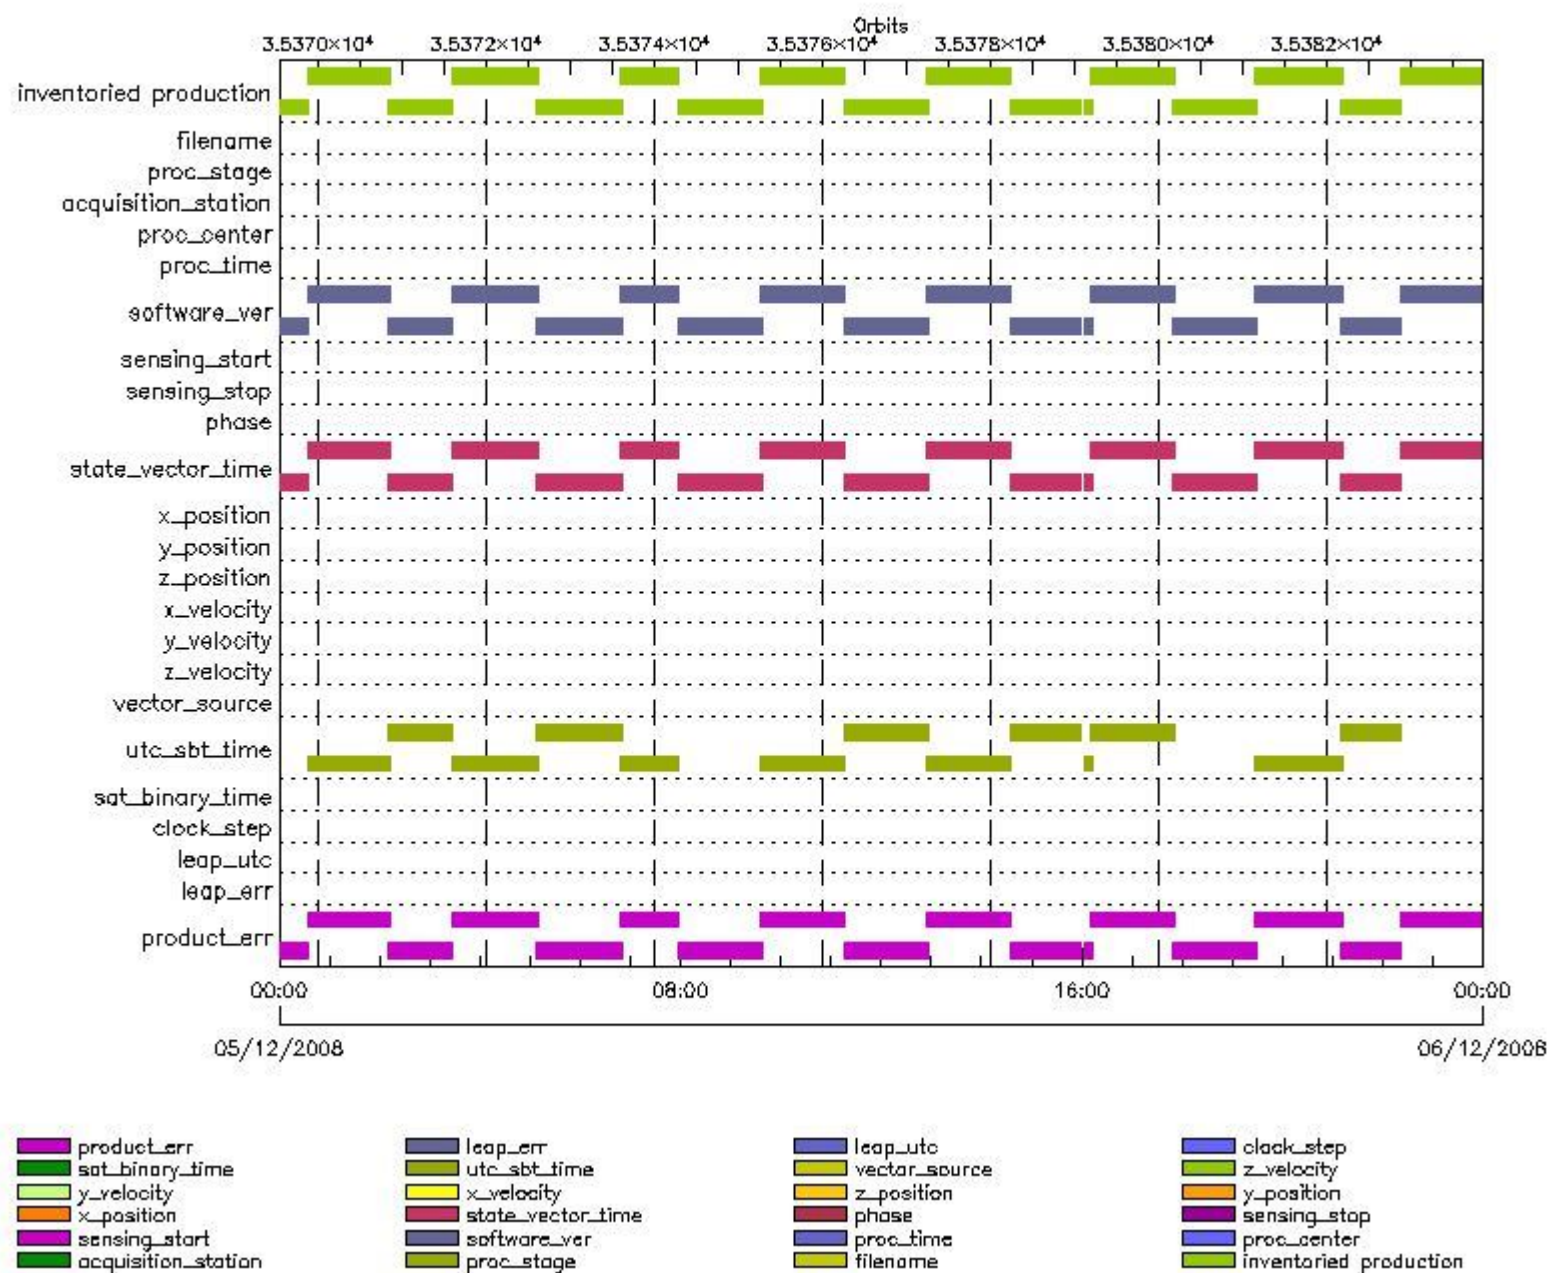 Orbits
3.5370×10⁴ 3.5372×10⁴ 3.5374×10⁴ 3.5376×10⁴ 3.5378×10⁴ 3.5380×10⁴ 3.5382×10⁴
inventoried production
filename
proc_stage
acquisition_station
proc_center
proc_time
software_ver
sensing_start
sensing_stop
phase
state_vector_time
x_position
y_position
z_position
x_velocity
y_velocity
z_velocity
vector_source
utc_sbt_time
sat_binary_time
clock_step
leap_utc
leap_err
product_err
00:00 08:00 16:00 00:00
05/12/2008 06/12/2008
product_err leap_err leap_utc clock_step
sat_binary_time utc_sbt_time vector_source z_velocity
y_velocity x_velocity z_position y_position
x_position state_vector_time phase sensing_stop
sensing_start software_ver proc_time proc_center
acquisition_station proc_stage filename inventoried production